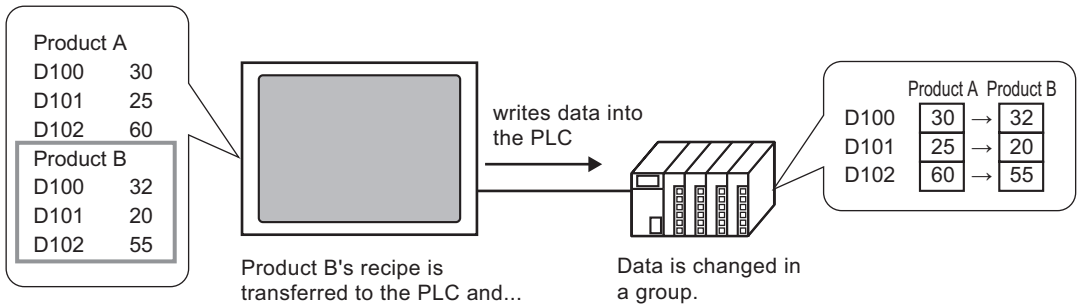 Product A
D100 30
D101 25
D102 60
Product B
D100 32
D101 20
D102 55
writes data into
the PLC
Product B's recipe is
transferred to the PLC and...
Data is changed in
a group.
Product A Product B
D100 30 → 32
D101 25 → 20
D102 60 → 55